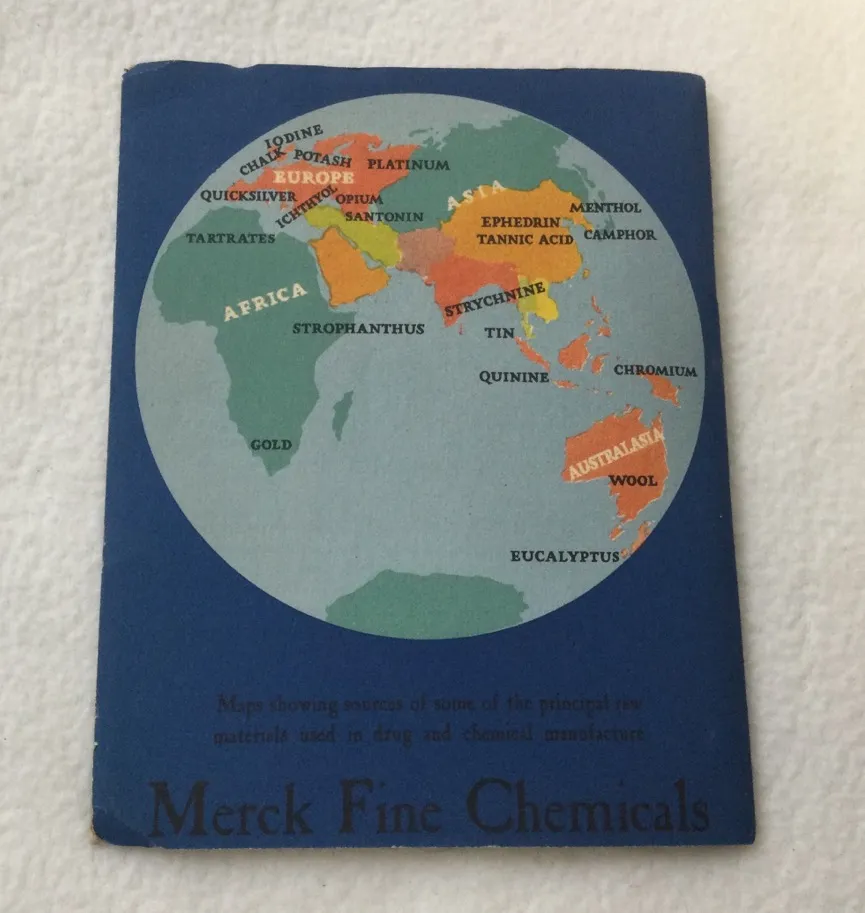 IODINE
CHALK POTASH PLATINUM
EUROPE
QUICKSILVER ICHTHYOL OPIUM
ASIA
SANTONIN
MENTHOL
EPHEDRIN
TARTRATES TANNIC ACID CAMPHOR
AFRICA
STRYCHNINE
STROPHANTHUS TIN
QUININE CHROMIUM
GOLD
AUSTRALASIA
WOOL
EUCALYPTUS
Maps showing sources of some of the principal raw
materials used in drug and chemical manufacture
Merck Fine Chemicals